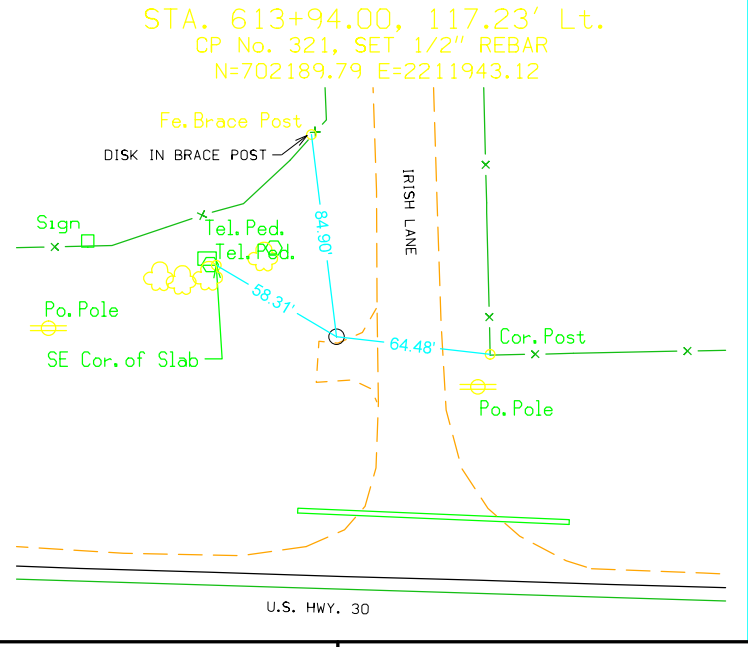 STA. 613+94.00, 117.23' Lt.
CP No. 321, SET 1/2" REBAR
N=702189.79 E=2211943.12
Fe.Brace Post
DISK IN BRACE POST
IRISH LANE
84.90'
Sign
Tel.Ped.
Tel.Ped.
58.31'
Po.Pole
64.48'
Cor.Post
SE Cor.of Slab
Po.Pole
U.S. HWY. 30